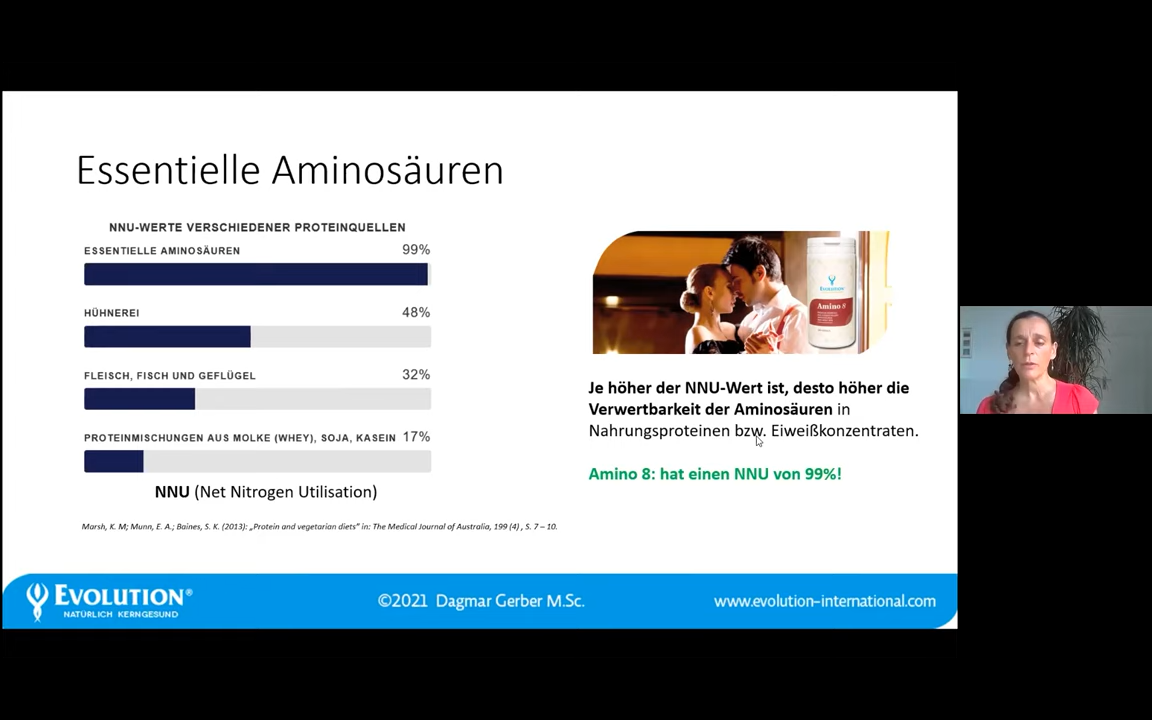 Essentielle Aminosäuren
NNU-WERTE VERSCHIEDENER PROTEINQUELLEN
ESSENTIELLE AMINOSÄUREN 99%
HÜHNEREI 48%
FLEISCH, FISCH UND GEFLÜGEL 32%
PROTEINMISCHUNGEN AUS MOLKE (WHEY), SOJA, KASEIN 17%
NNU (Net Nitrogen Utilisation)
Marsh, K. M; Munn, E. A.; Baines, S. K. (2013): „Protein and vegetarian diets" in: The Medical Journal of Australia, 199 (4) , S. 7 – 10.
EVOLUTION
Amino 8
Je höher der NNU-Wert ist, desto höher die
Verwertbarkeit der Aminosäuren in
Nahrungsproteinen bzw. Eiweißkonzentraten.
Amino 8: hat einen NNU von 99%!
EVOLUTION®
NATÜRLICH KERNGESUND
©2021 Dagmar Gerber M.Sc.
www.evolution-international.com